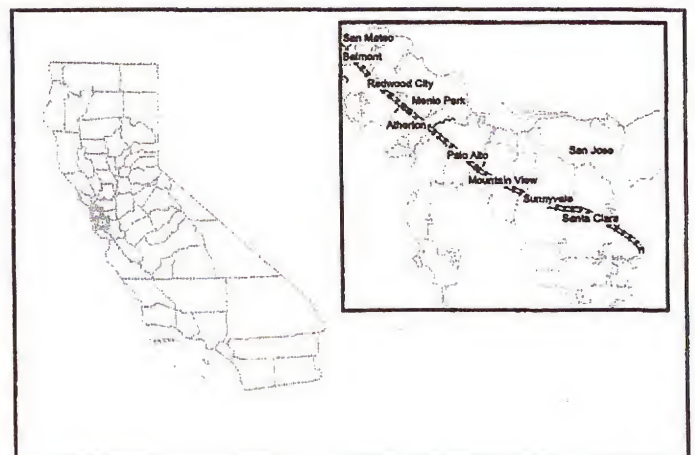 San Mateo
Belmont
Redwood City
Menlo Park
Atherton
Palo Alto
San Jose
Mountain View
Sunnyvale
Santa Clara